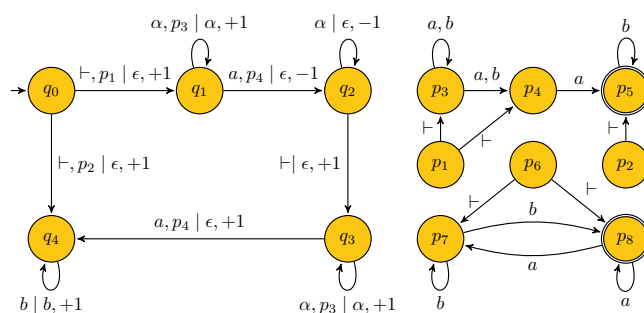 α, p₃ | α, +1
α | ϵ, −1
a, b
b
q₀
⊢, p₁ | ϵ, +1
q₁
a, p₄ | ϵ, −1
q₂
p₃
a, b
p₄
a
p₅
⊢
⊢
⊢
⊢, p₂ | ϵ, +1
⊢| ϵ, +1
p₁
p₆
p₂
⊢
⊢
q₄
a, p₄ | ϵ, +1
q₃
p₇
b
p₈
a
b | b, +1
α, p₃ | α, +1
b
a